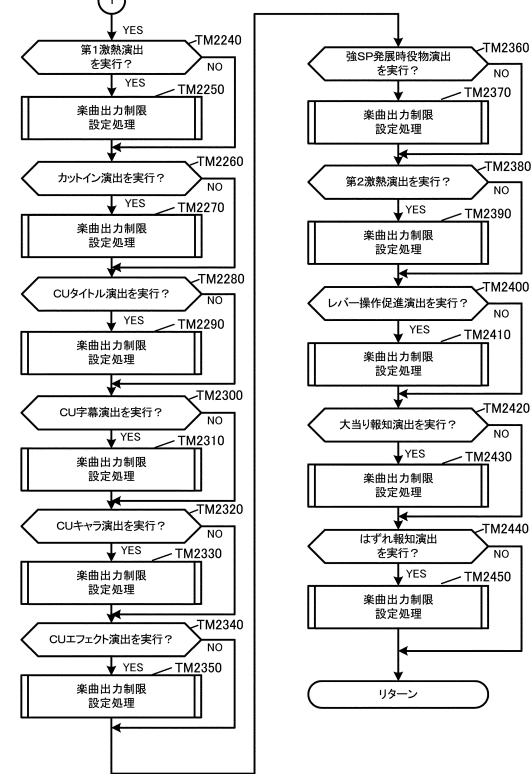 1
YES
TM2240
第1激熱演出
を実行？
NO
YES
TM2250
楽曲出力制限
設定処理
TM2260
カットイン演出を実行？
NO
YES
TM2270
楽曲出力制限
設定処理
TM2280
CUタイトル演出を実行？
NO
YES
TM2290
楽曲出力制限
設定処理
TM2300
CU字幕演出を実行？
NO
YES
TM2310
楽曲出力制限
設定処理
TM2320
CUキャラ演出を実行？
NO
YES
TM2330
楽曲出力制限
設定処理
TM2340
CUエフェクト演出を実行？
NO
YES
TM2350
楽曲出力制限
設定処理
TM2360
強SP発展時役物演出
を実行？
NO
YES
TM2370
楽曲出力制限
設定処理
TM2380
第2激熱演出を実行？
NO
YES
TM2390
楽曲出力制限
設定処理
TM2400
レバー操作促進演出を実行？
NO
YES
TM2410
楽曲出力制限
設定処理
TM2420
大当り報知演出を実行？
NO
YES
TM2430
楽曲出力制限
設定処理
TM2440
はずれ報知演出
を実行？
NO
YES
TM2450
楽曲出力制限
設定処理
リターン